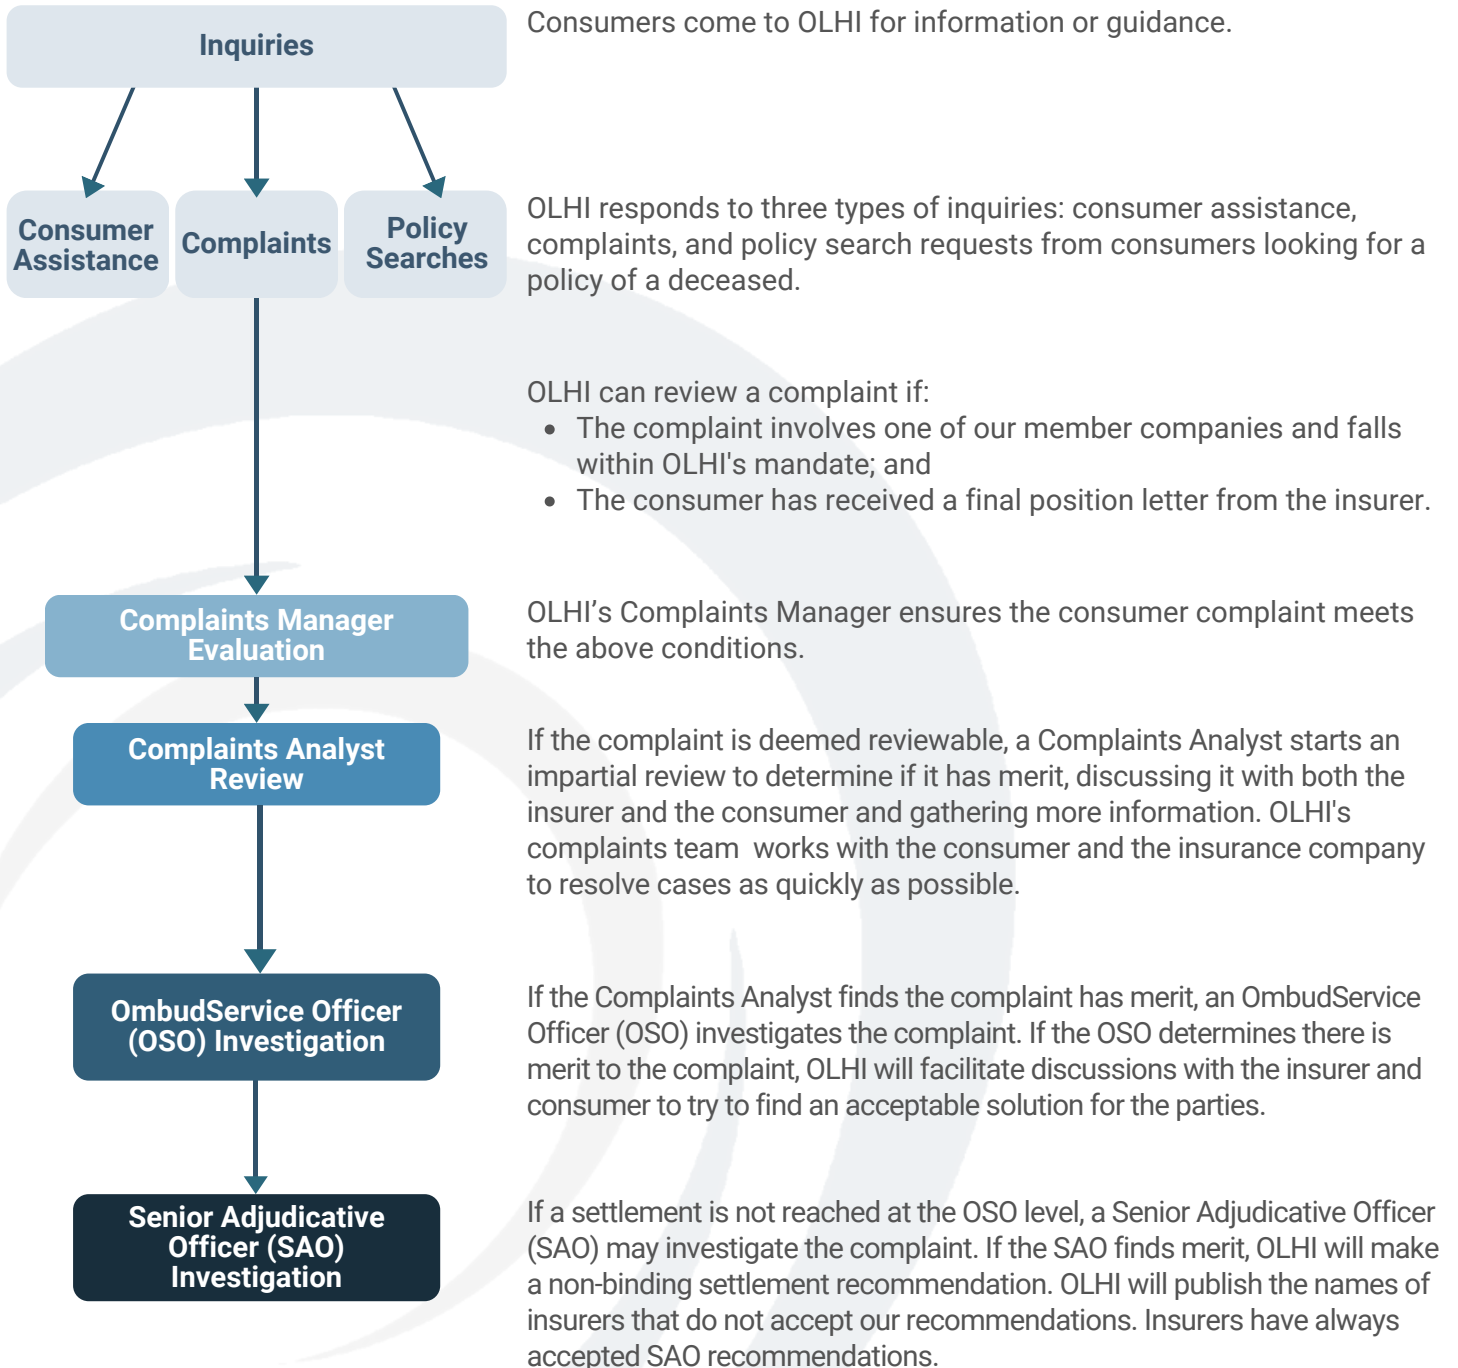 Inquiries
Consumers come to OLHI for information or guidance.
Consumer
Assistance
Complaints
Policy
Searches
OLHI responds to three types of inquiries: consumer assistance,
complaints, and policy search requests from consumers looking for a
policy of a deceased.
OLHI can review a complaint if:
• The complaint involves one of our member companies and falls
within OLHI's mandate; and
• The consumer has received a final position letter from the insurer.
Complaints Manager
Evaluation
OLHI’s Complaints Manager ensures the consumer complaint meets
the above conditions.
Complaints Analyst
Review
If the complaint is deemed reviewable, a Complaints Analyst starts an
impartial review to determine if it has merit, discussing it with both the
insurer and the consumer and gathering more information. OLHI's
complaints team  works with the consumer and the insurance company
to resolve cases as quickly as possible.
OmbudService Officer
(OSO) Investigation
If the Complaints Analyst finds the complaint has merit, an OmbudService
Officer (OSO) investigates the complaint. If the OSO determines there is
merit to the complaint, OLHI will facilitate discussions with the insurer and
consumer to try to find an acceptable solution for the parties.
Senior Adjudicative
Officer (SAO)
Investigation
If a settlement is not reached at the OSO level, a Senior Adjudicative Officer
(SAO) may investigate the complaint. If the SAO finds merit, OLHI will make
a non-binding settlement recommendation. OLHI will publish the names of
insurers that do not accept our recommendations. Insurers have always
accepted SAO recommendations.